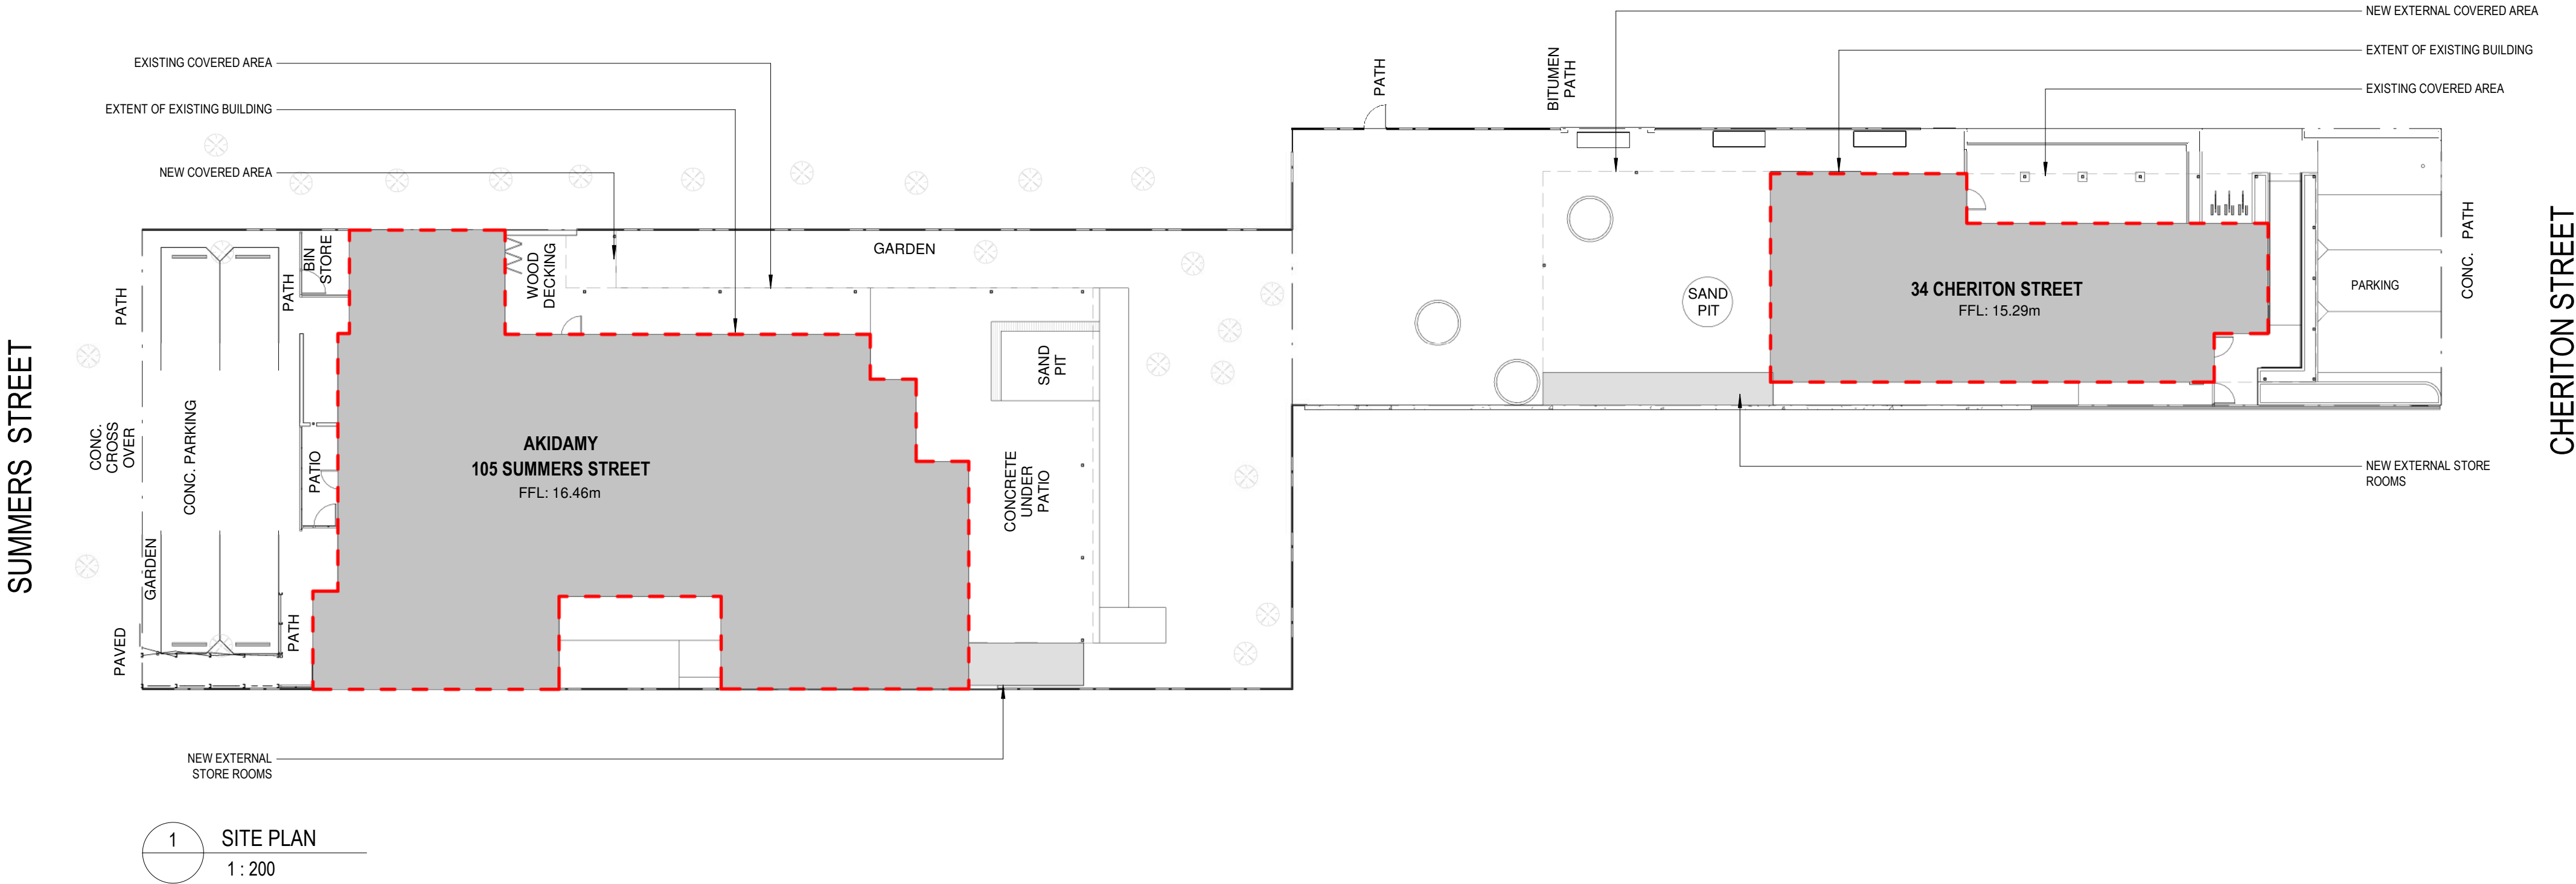 NEW EXTERNAL COVERED AREA
EXTENT OF EXISTING BUILDING
EXISTING COVERED AREA
EXISTING COVERED AREA
EXTENT OF EXISTING BUILDING
NEW COVERED AREA
PATH
BITUMEN
PATH
SUMMERS STREET
PATH
CONC.
CROSS
OVER
PAVED
GARDEN
CONC. PARKING
PATH
PATH
BIN
STORE
PATIO
WOOD
DECKING
GARDEN
AKIDAMY
105 SUMMERS STREET
FFL: 16.46m
SAND
PIT
CONCRETE
UNDER
PATIO
SAND
PIT
34 CHERITON STREET
FFL: 15.29m
PARKING
CONC. PATH
CHERITON STREET
NEW EXTERNAL STORE
ROOMS
NEW EXTERNAL
STORE ROOMS
1
SITE PLAN
1 : 200